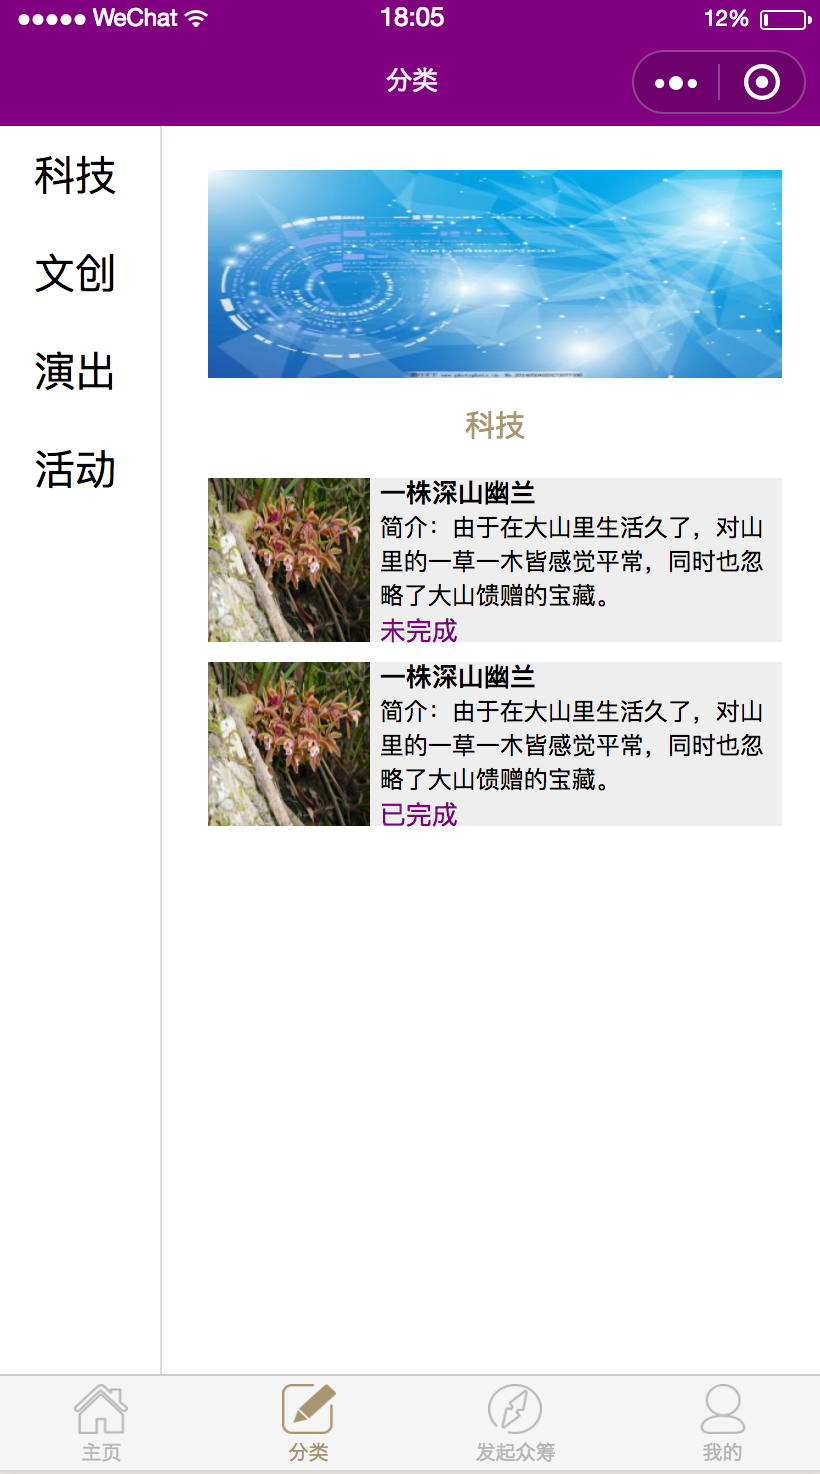 WeChat 18:05 12%
分类
科技
文创
演出
活动
科技
一株深山幽兰
简介：由于在大山里生活久了，对山
里的一草一木皆感觉平常，同时也忽
略了大山馈赠的宝藏。
未完成
一株深山幽兰
简介：由于在大山里生活久了，对山
里的一草一木皆感觉平常，同时也忽
略了大山馈赠的宝藏。
已完成
主页 分类 发起众筹 我的